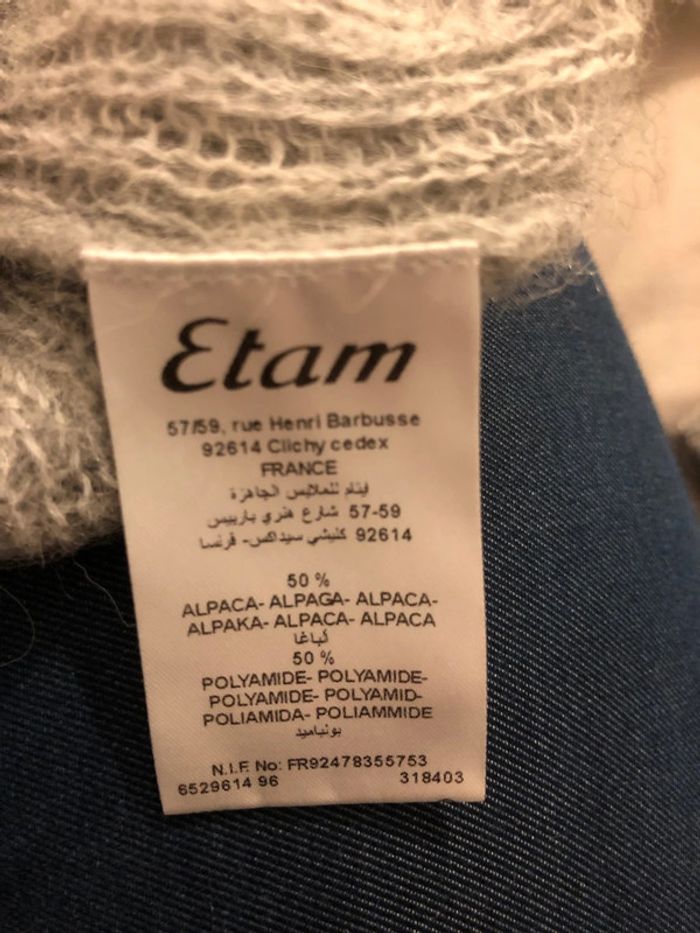 Etam
57/59, rue Henri Barbusse
92614 Clichy cedex
FRANCE
إيتام للملابس الجاهزة
57-59 شارع هنري باربيس
92614 كليشي سيداكس- فرنسا
50 %
ALPACA- ALPAGA- ALPACA-
ALPAKA- ALPACA- ALPACA
ألباغا
50 %
POLYAMIDE- POLYAMIDE-
POLYAMIDE- POLYAMID-
POLIAMIDA- POLIAMMIDE
بولياميد
N.I.F. No: FR92478355753
6529614 96 318403